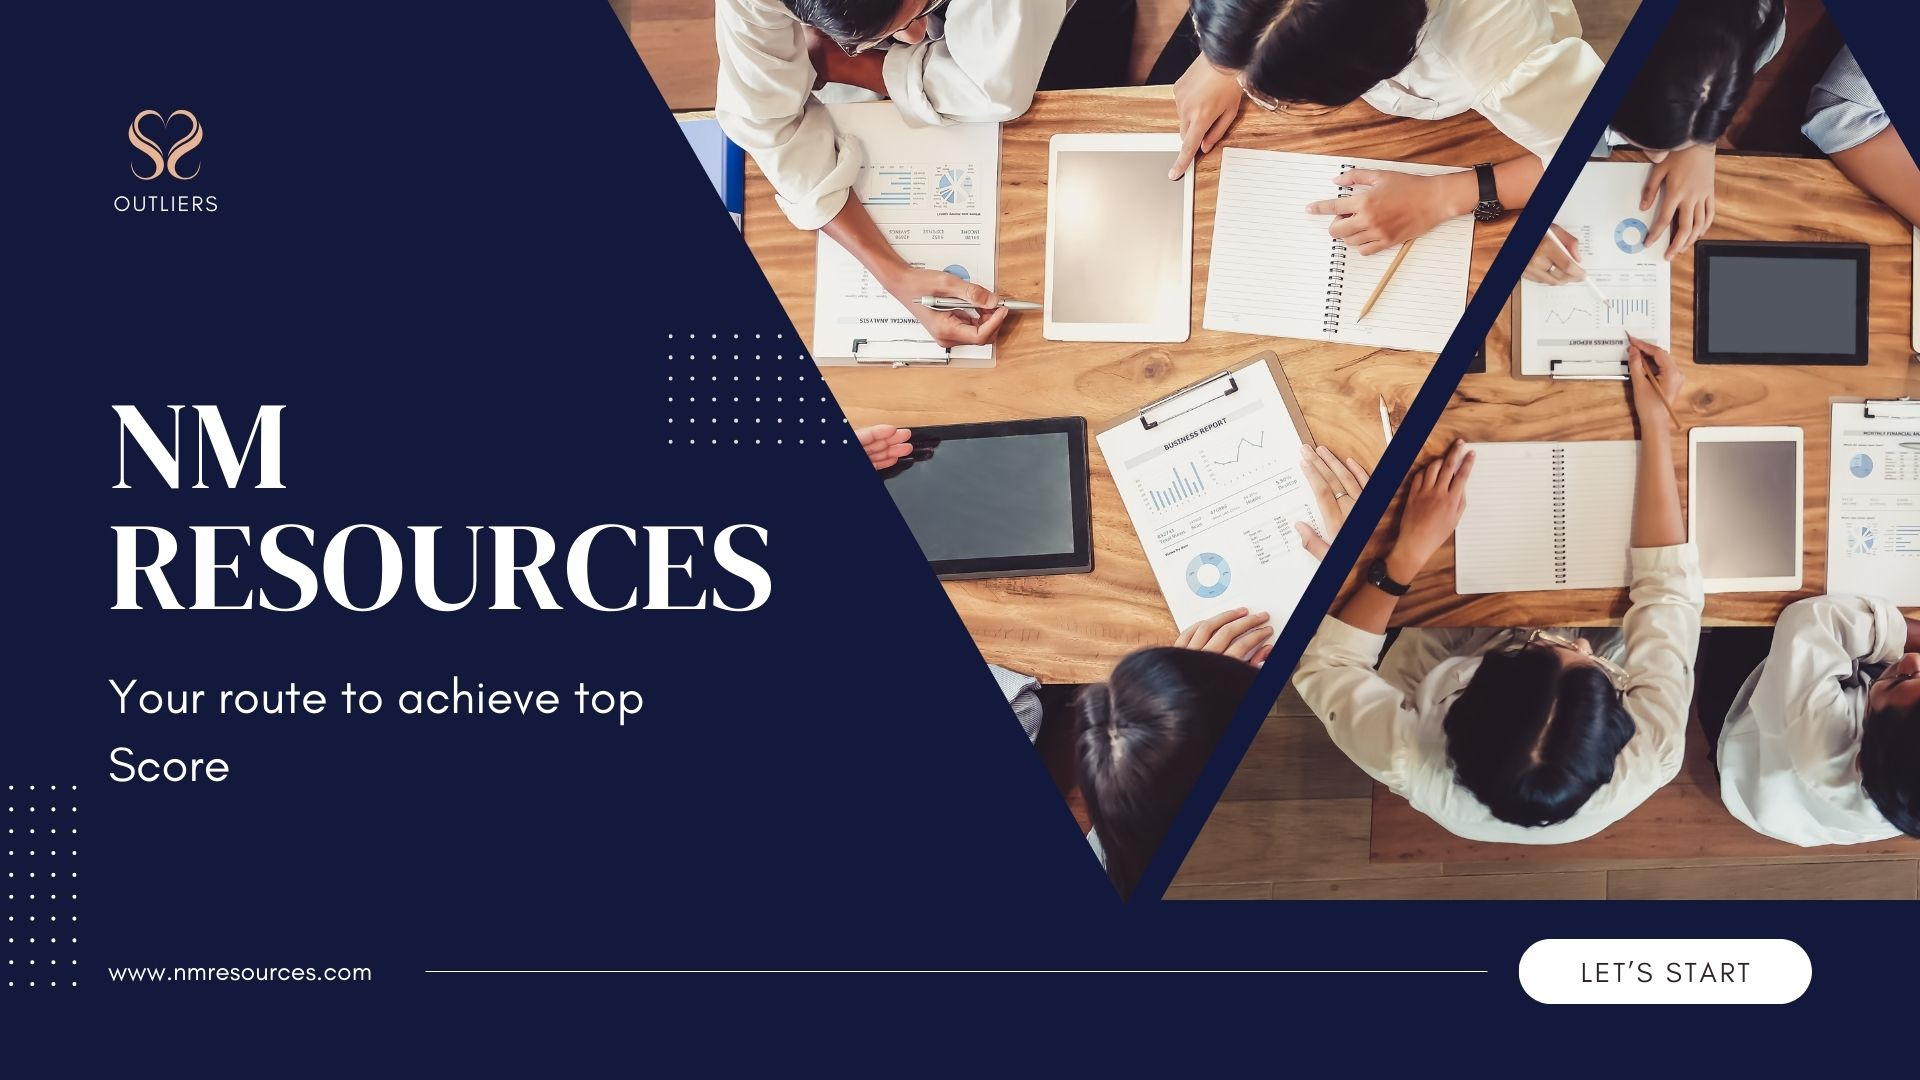 OUTLIERS
NM
RESOURCES
Your route to achieve top
Score
www.nmresources.com
LET’S START
FINANCIAL ANALYSIS
BUSINESS REPORT
BUSINESS REPORT